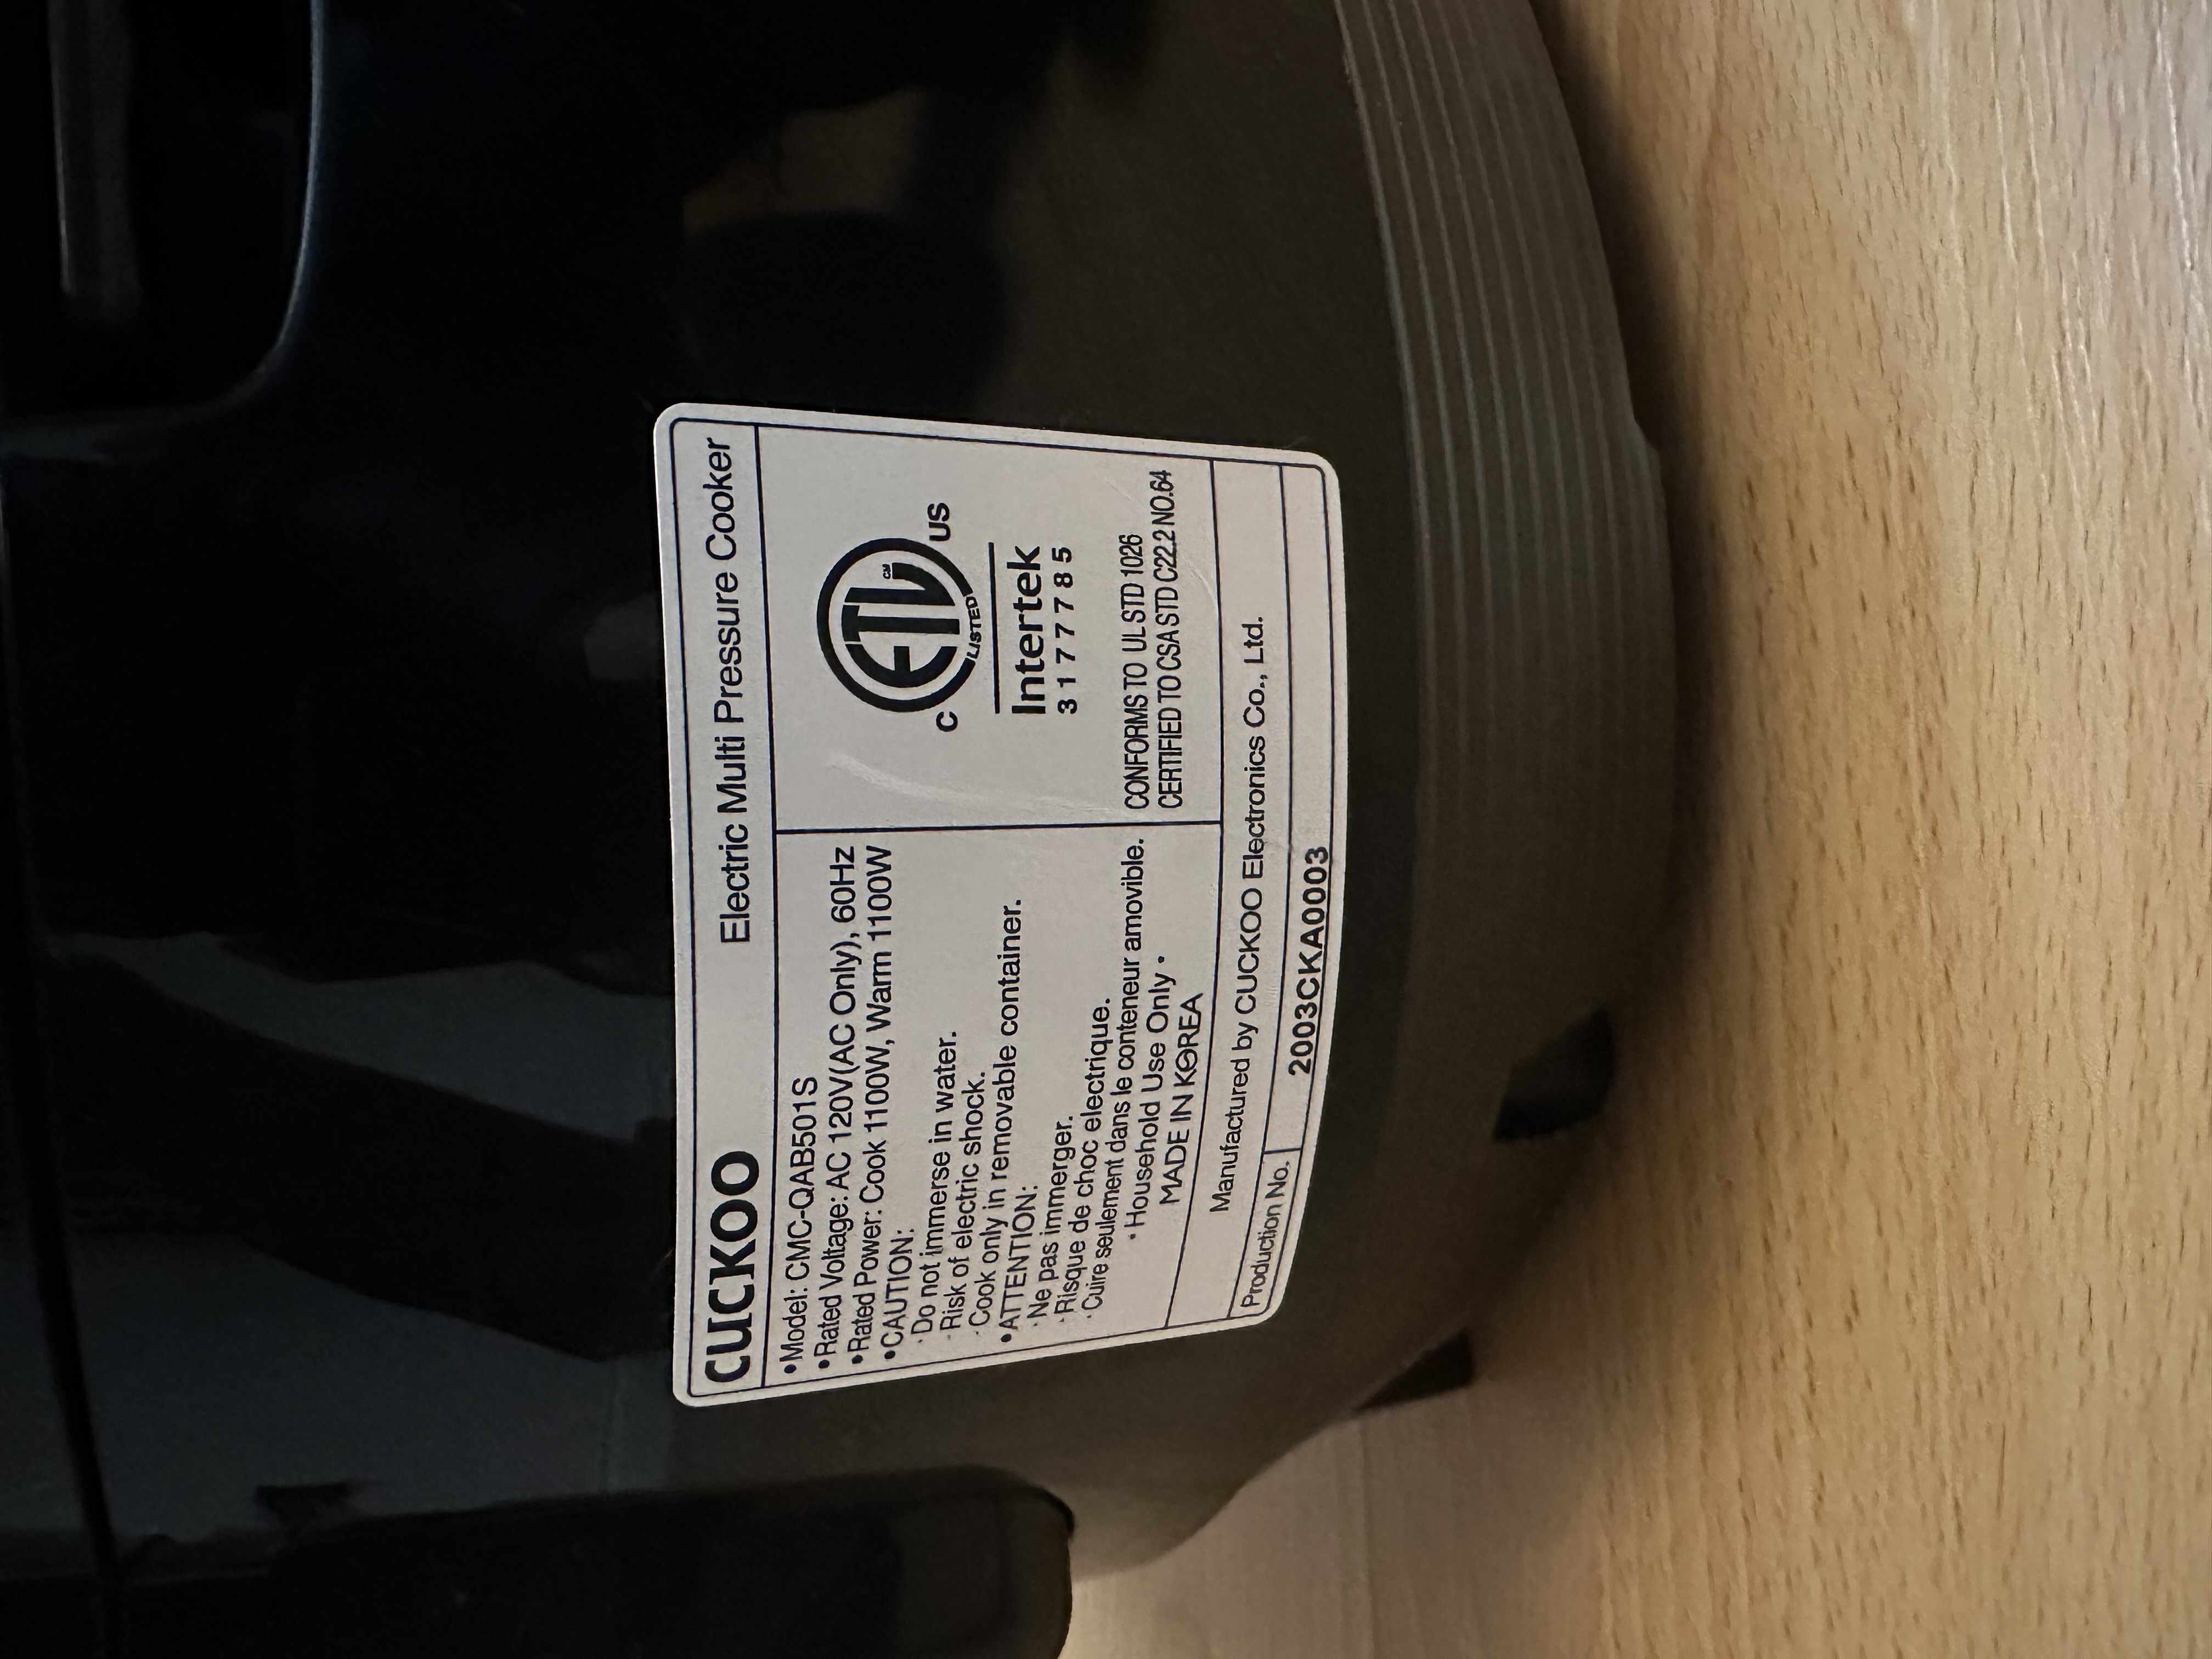 CUCKOO Electric Multi Pressure Cooker
•Model: CMC-QAB501S
•Rated Voltage: AC 120V(AC Only), 60Hz
•Rated Power: Cook 1100W, Warm 1100W
•CAUTION:
· Do not immerse in water.
· Risk of electric shock.
· Cook only in removable container.
•ATTENTION:
· Ne pas immerger.
· Risque de choc electrique.
· Cuire seulement dans le conteneur amovible.
• Household Use Only •
MADE IN KOREA
C ETL CM LISTED US
Intertek
3177785
CONFORMS TO UL STD 1026
CERTIFIED TO CSA STD C22.2 NO.64
Manufactured by CUCKOO Electronics Co., Ltd.
Production No. 2003CKA0003